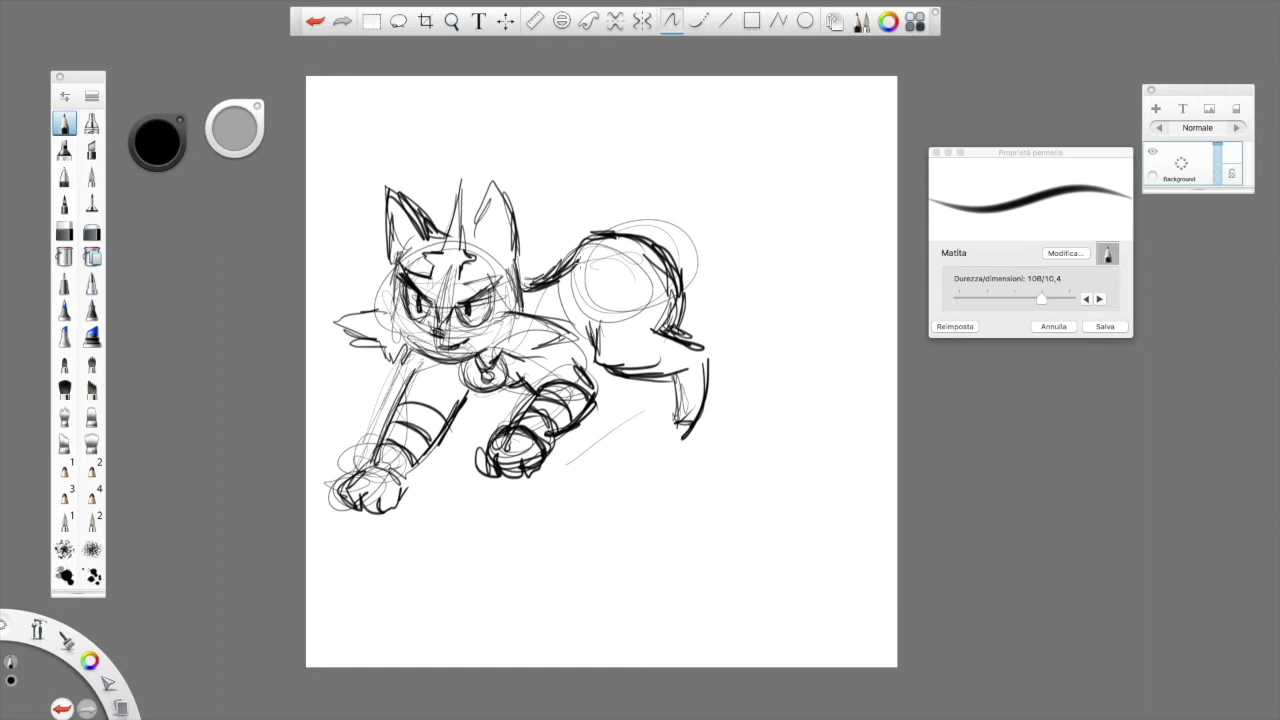 T
T
Normale
Background
Proprietà pennello
Matita
Modifica...
Durezza/dimensioni: 10B/10,4
Reimposta
Annulla
Salva
1 2
3 4
1 2